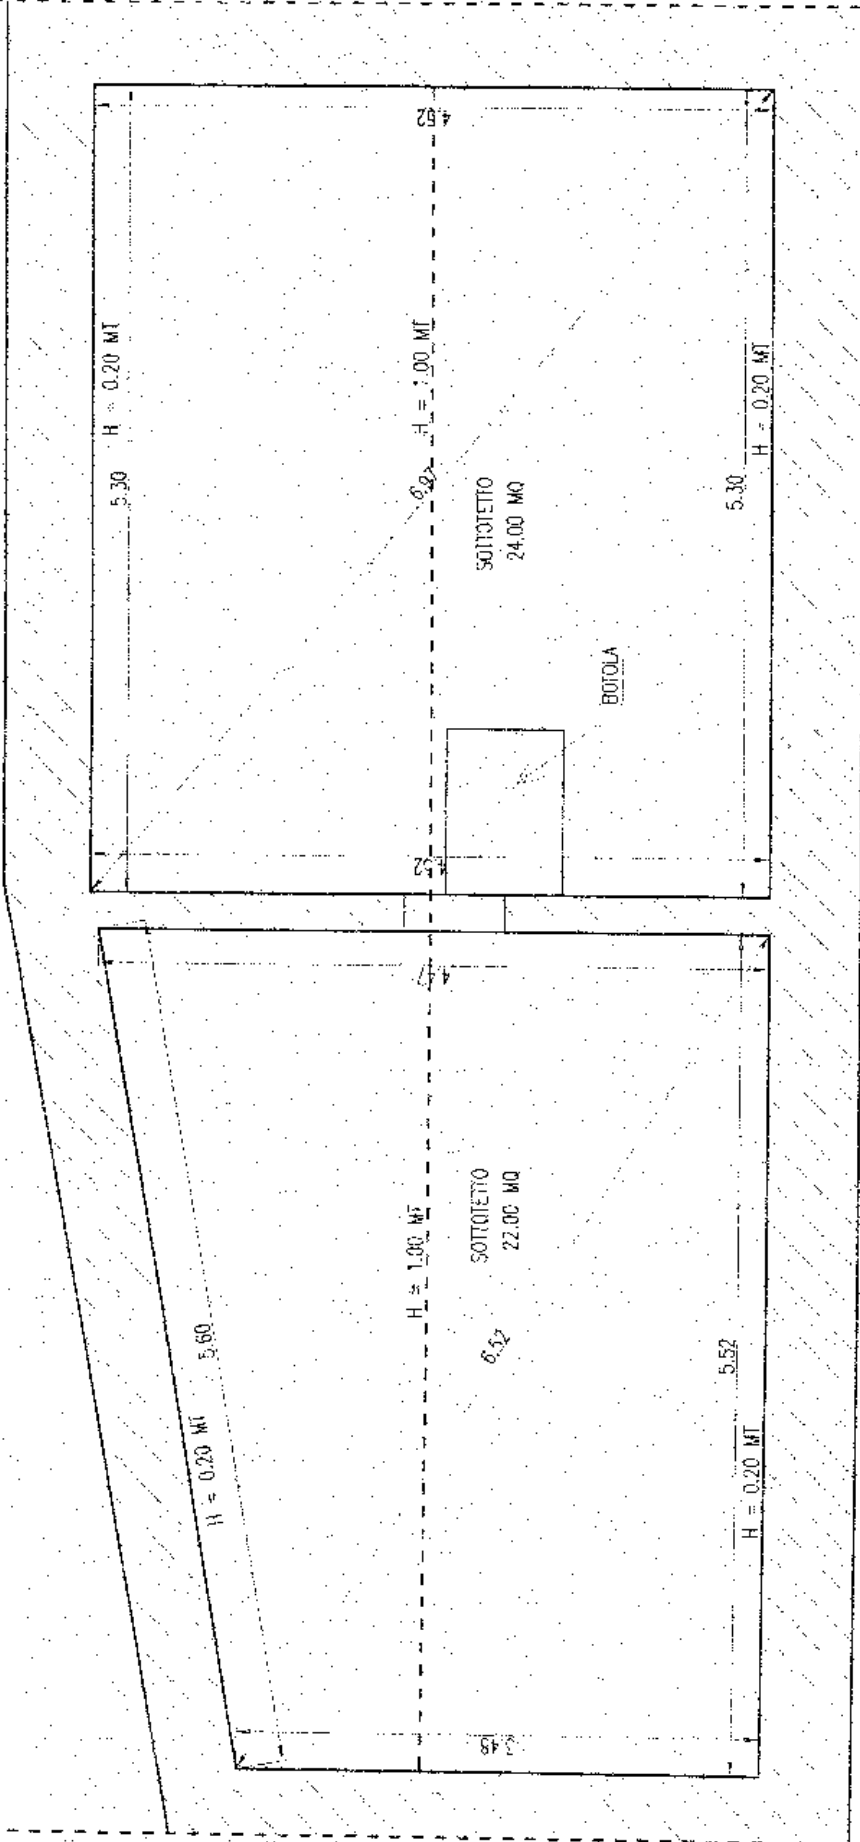 4.52
H = 0.20 MT
5.30
H = 1.00 MT
6.97
SOTTOTETTO
24.00 MQ
H = 0.20 MT
5.30
BOTOLA
4.52
4.47
H = 1.00 MT
SOTTOTETTO
22.00 MQ
5.60
H = 0.20 MT
6.52
5.52
H = 0.20 MT
3.48